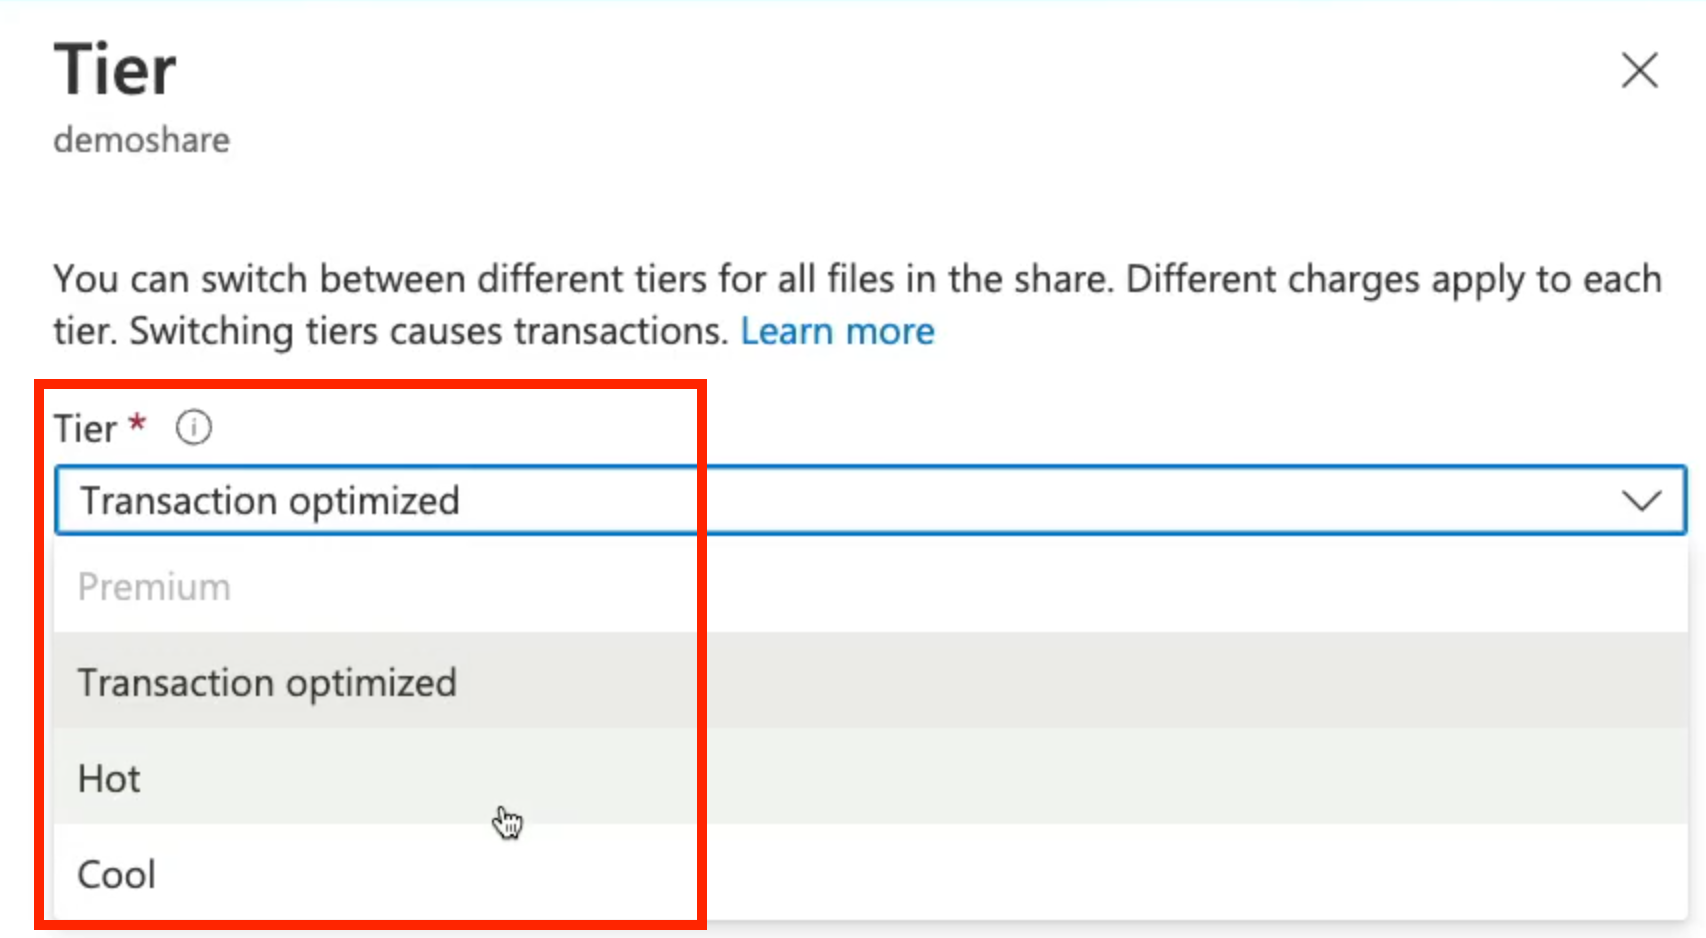 Tier
demoshare
You can switch between different tiers for all files in the share. Different charges apply to each
tier. Switching tiers causes transactions. Learn more
Tier *
Transaction optimized
Premium
Transaction optimized
Hot
Cool